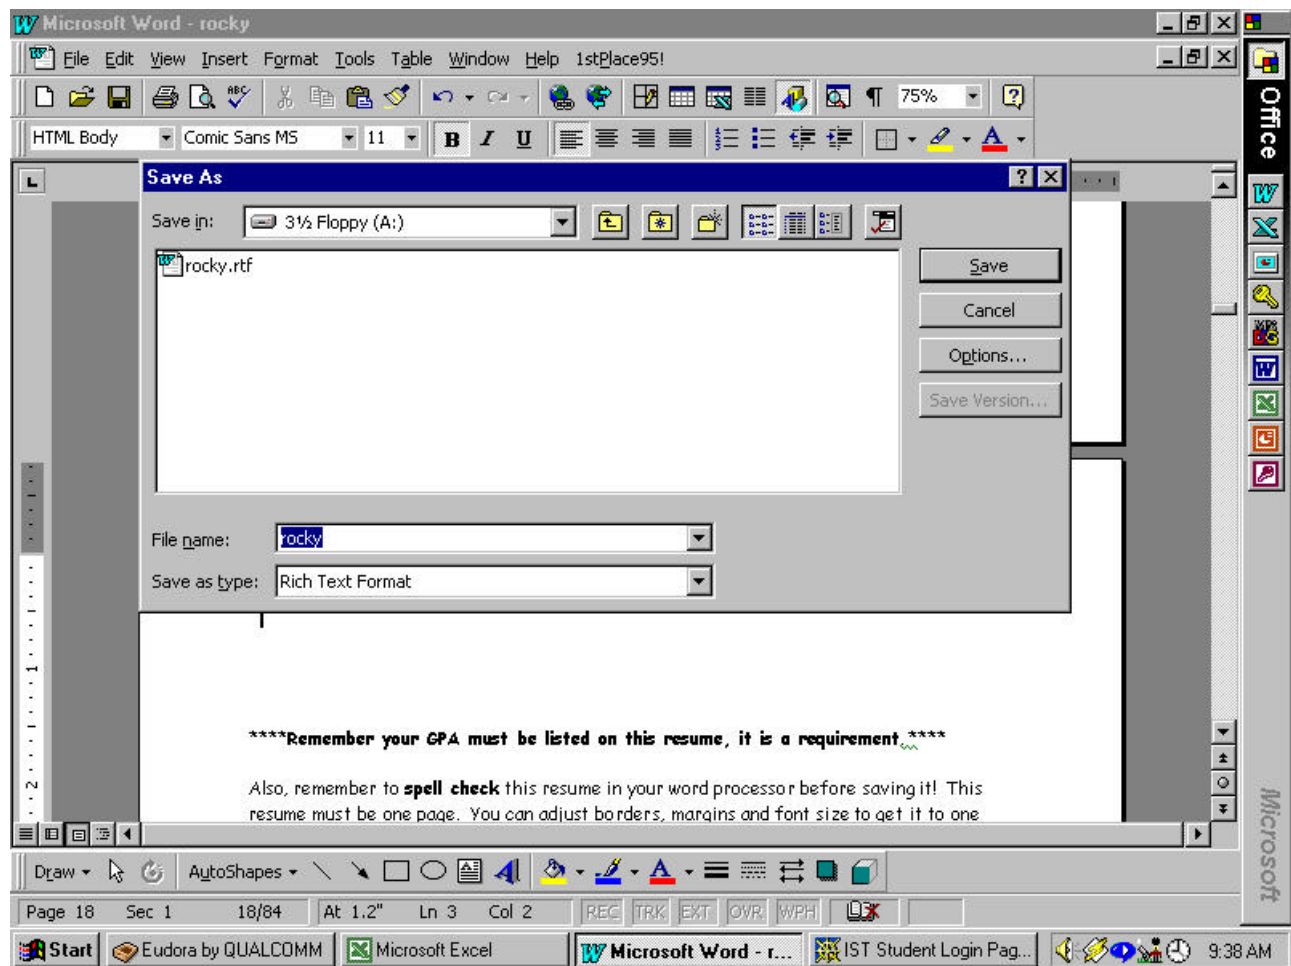 Microsoft Word - rocky
File Edit View Insert Format Tools Table Window Help 1stPlace95!
ABC 75%
HTML Body Comic Sans MS 11 B I U A
Office
Save As
Save in: 3½ Floppy (A:)
rocky.rtf
Save
Cancel
Options...
Save Version...
File name: rocky
Save as type: Rich Text Format
****Remember your GPA must be listed on this resume, it is a requirement.****
Also, remember to spell check this resume in your word processor before saving it! This
resume must be one page. You can adjust borders, margins and font size to get it to one
1
2
Microsoft
Draw AutoShapes A A
Page 18 Sec 1 18/84 At 1.2" Ln 3 Col 2 REC TRK EXT OVR WPH
Start Eudora by QUALCOMM Microsoft Excel Microsoft Word - r... IST Student Login Pag... 9:38 AM